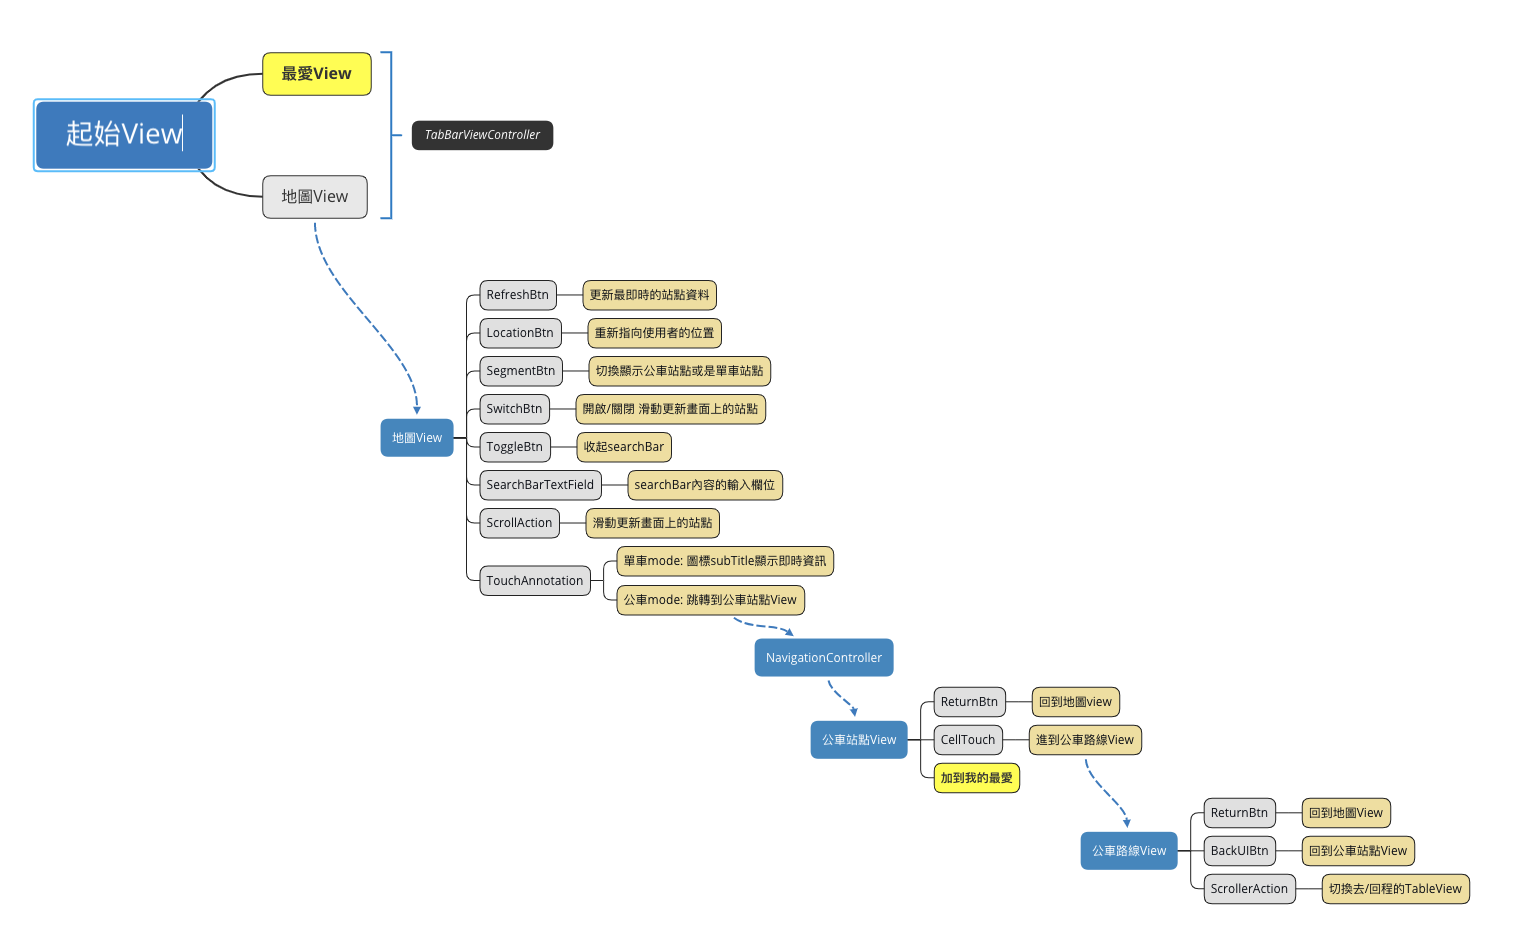 最愛View
起始View
TabBarViewController
地圖View
RefreshBtn
更新最即時的站點資料
LocationBtn
重新指向使用者的位置
SegmentBtn
切換顯示公車站點或是單車站點
SwitchBtn
開啟/關閉 滑動更新畫面上的站點
地圖View
ToggleBtn
收起searchBar
SearchBarTextField
searchBar內容的輸入欄位
ScrollAction
滑動更新畫面上的站點
TouchAnnotation
單車mode: 圖標subTitle顯示即時資訊
公車mode: 跳轉到公車站點View
NavigationController
公車站點View
ReturnBtn
回到地圖view
CellTouch
進到公車路線View
加到我的最愛
公車路線View
ReturnBtn
回到地圖View
BackUIBtn
回到公車站點View
ScrollerAction
切換去/回程的TableView